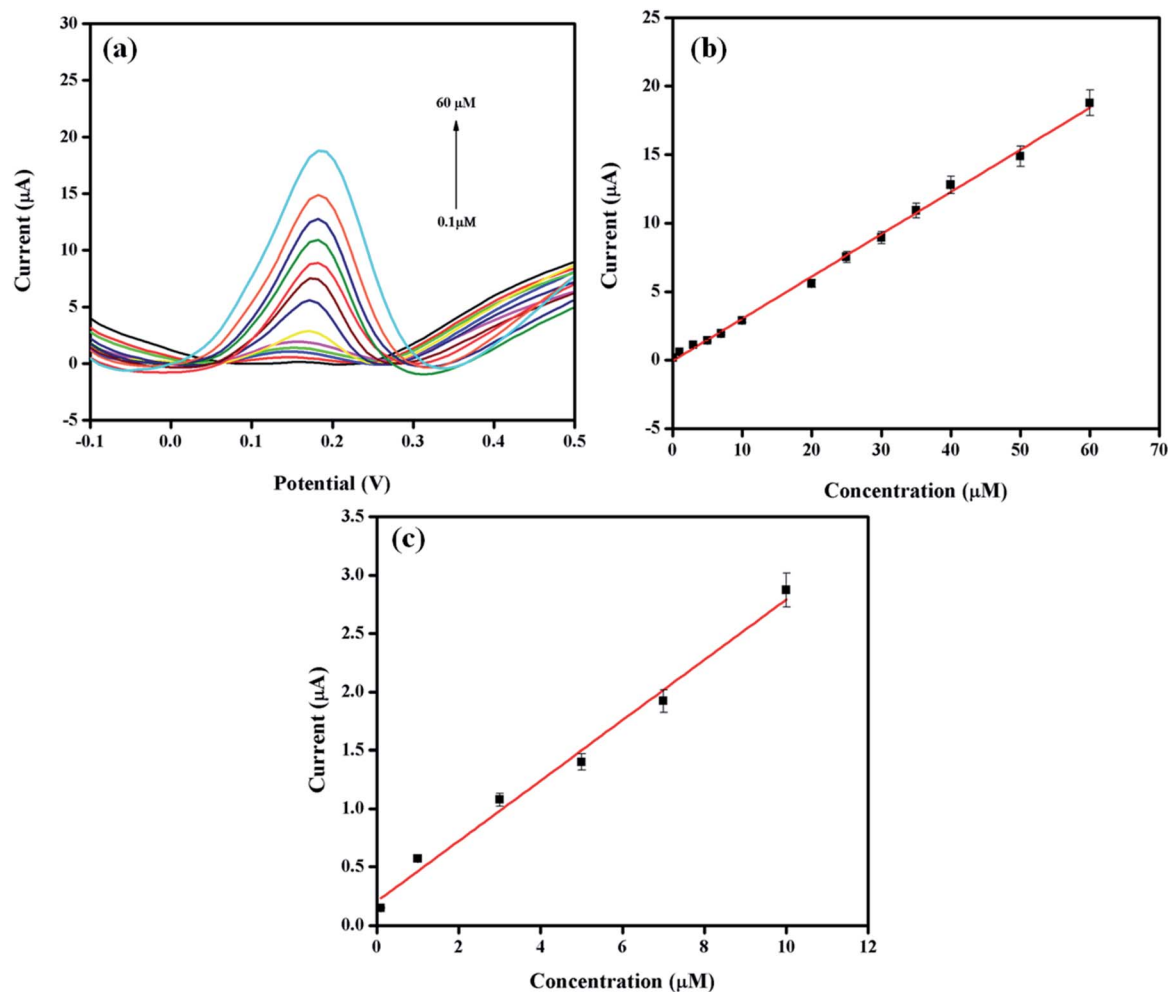 (a)
30
25
20
15
10
5
0
-5
Current (μA)
60 μM
0.1μM
-0.1 0.0 0.1 0.2 0.3 0.4 0.5
Potential (V)
(b)
25
20
15
10
5
0
-5
Current (μA)
0 10 20 30 40 50 60 70
Concentration (μM)
(c)
3.5
3.0
2.5
2.0
1.5
1.0
0.5
0.0
Current (μA)
0 2 4 6 8 10 12
Concentration (μM)